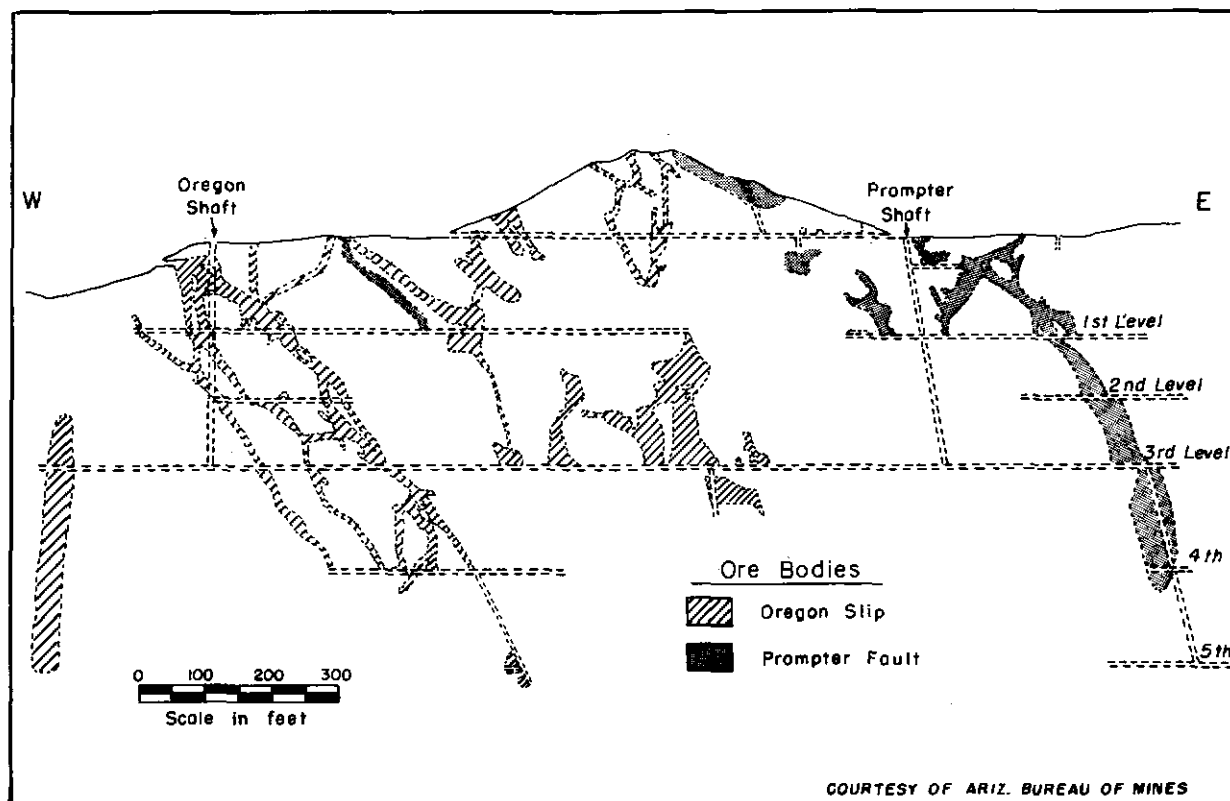 W
Oregon
Shaft
Prompter
Shaft
E
1st Level
2nd Level
3rd Level
4th
5th
Ore Bodies
Oregon Slip
Prompter Fault
0 100 200 300
Scale in feet
COURTESY OF ARIZ. BUREAU OF MINES